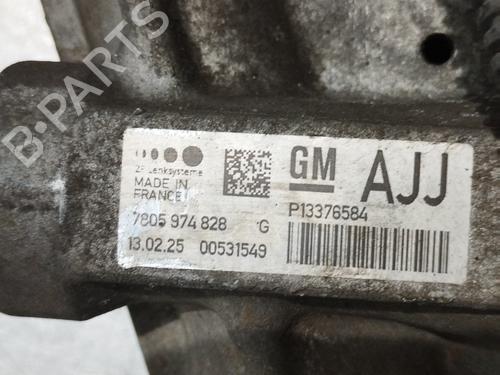 ZF Lenksysteme
MADE IN
FRANCE
GM
AJJ
7805 974 828 G
P13376584
13.02.25 00531549
B-PARTS